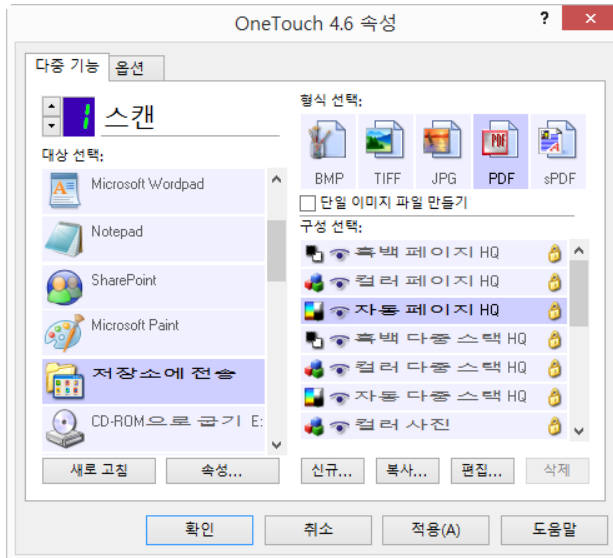 OneTouch 4.6 속성
? ×
다중 기능 옵션
1 스캔
대상 선택:
Microsoft Wordpad
Notepad
SharePoint
Microsoft Paint
저장소에 전송
CD-ROM으로 굽기 E:
새로 고침 속성...
형식 선택:
BMP TIFF JPG PDF sPDF
단일 이미지 파일 만들기
구성 선택:
흑백 페이지 HQ
컬러 페이지 HQ
자동 페이지 HQ
흑백 다중 스택 HQ
컬러 다중 스택 HQ
자동 다중 스택 HQ
컬러 사진
신규... 복사... 편집... 삭제
확인 취소 적용(A) 도움말